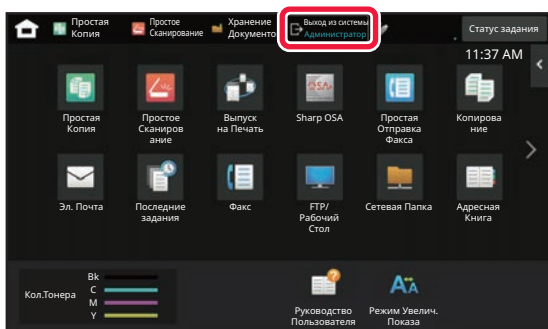 Простая
Копия
Простое
Сканирование
Хранение
Документо
Выход из системы
Администратор
Статус задания
11:37 AM
Простая
Копия
Простое
Сканиров
ание
Выпуск
на Печать
OSA
Sharp OSA
Простая
Отправка
Факса
Копирова
ние
Эл. Почта
Последние
задания
Факс
FTP/
Рабочий
Стол
Сетевая Папка
Адресная
Книга
Кол.Тонера
Bk
C
M
Y
Руководство
Пользователя
Режим Увелич.
Показа